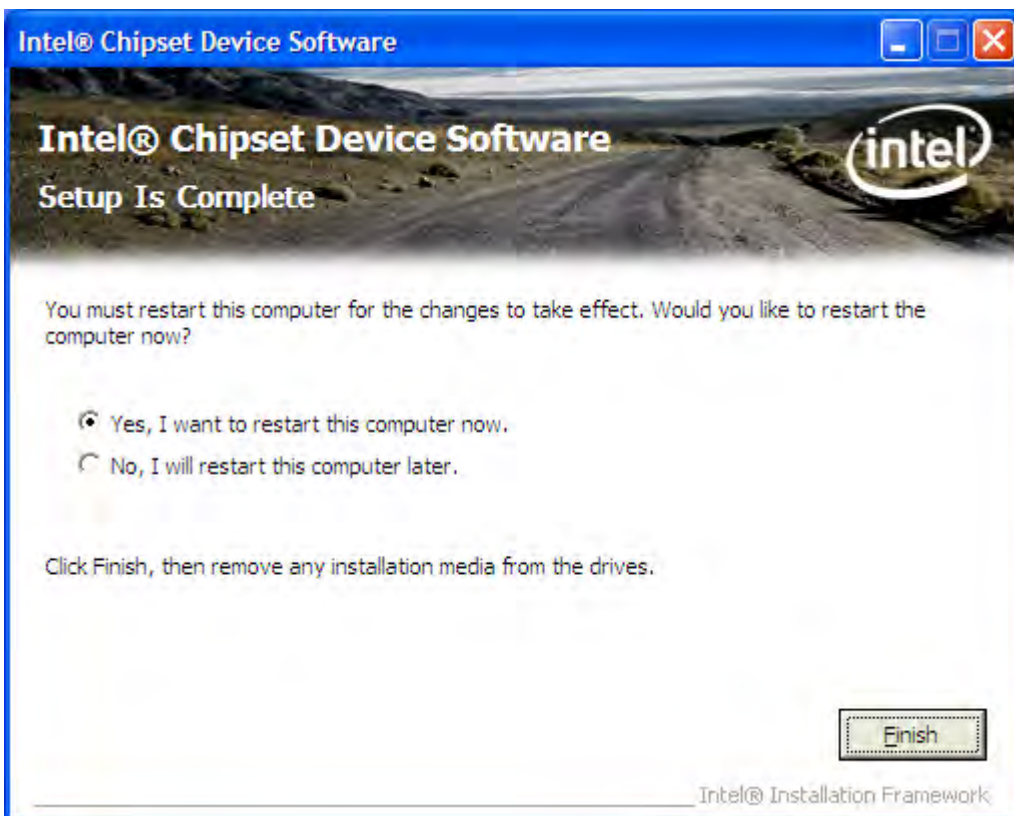 Intel® Chipset Device Software
Intel® Chipset Device Software
intel
Setup Is Complete
You must restart this computer for the changes to take effect. Would you like to restart the
computer now?
Yes, I want to restart this computer now.
No, I will restart this computer later.
Click Finish, then remove any installation media from the drives.
Finish
Intel® Installation Framework